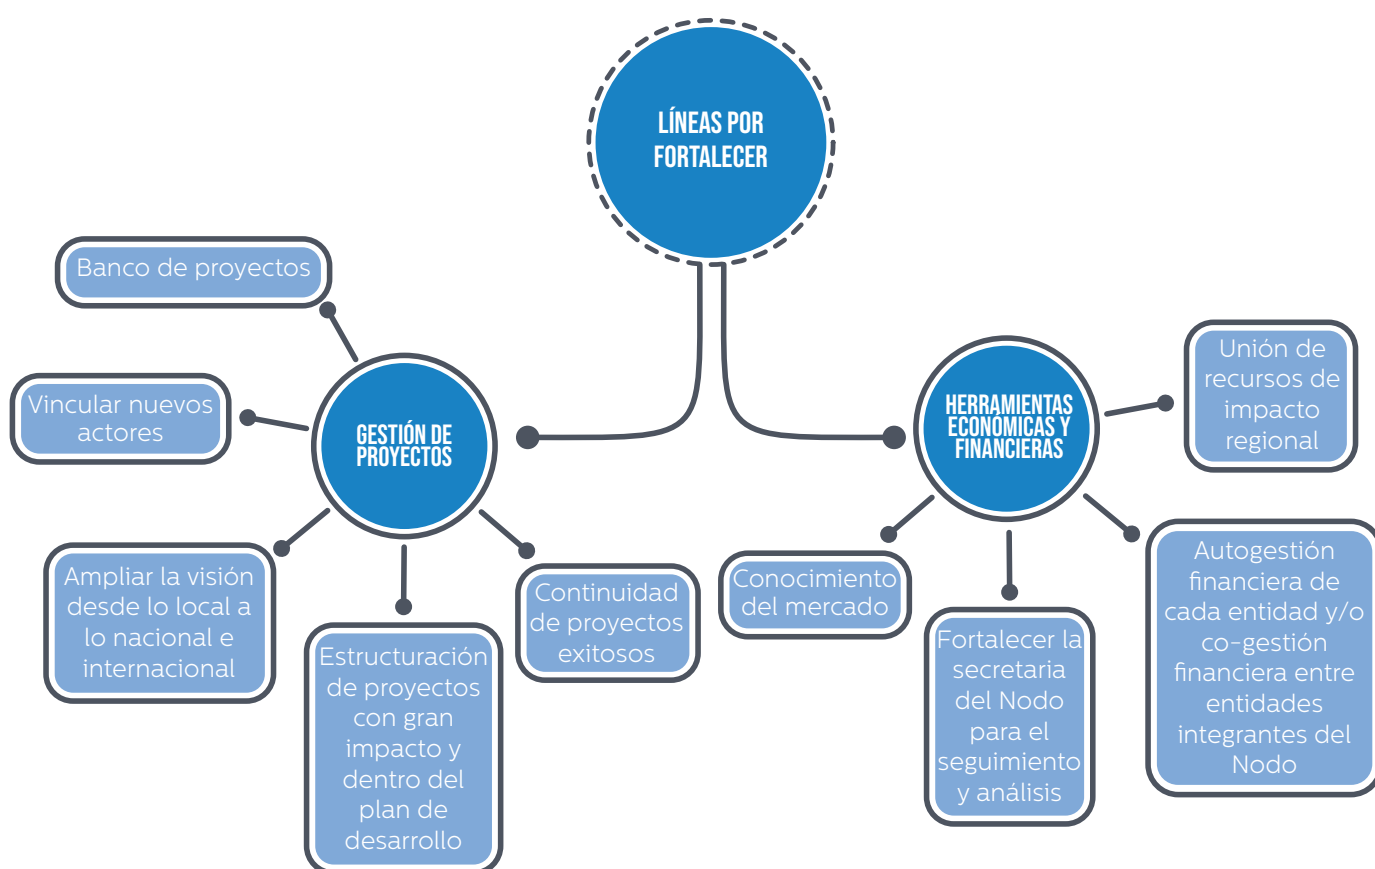 LÍNEAS POR
FORTALECER
Banco de proyectos
Vincular nuevos
actores
GESTIÓN DE
PROYECTOS
Ampliar la visión
desde lo local a
lo nacional e
internacional
Estructuración
de proyectos
con gran
impacto y
dentro del
plan de
desarrollo
Continuidad
de proyectos
exitosos
HERRAMIENTAS
ECONÓMICAS Y
FINANCIERAS
Unión de
recursos de
impacto
regional
Conocimiento
del mercado
Fortalecer la
secretaria
del Nodo
para el
seguimiento
y análisis
Autogestión
financiera de
cada entidad y/o
co-gestión
financiera entre
entidades
integrantes del
Nodo